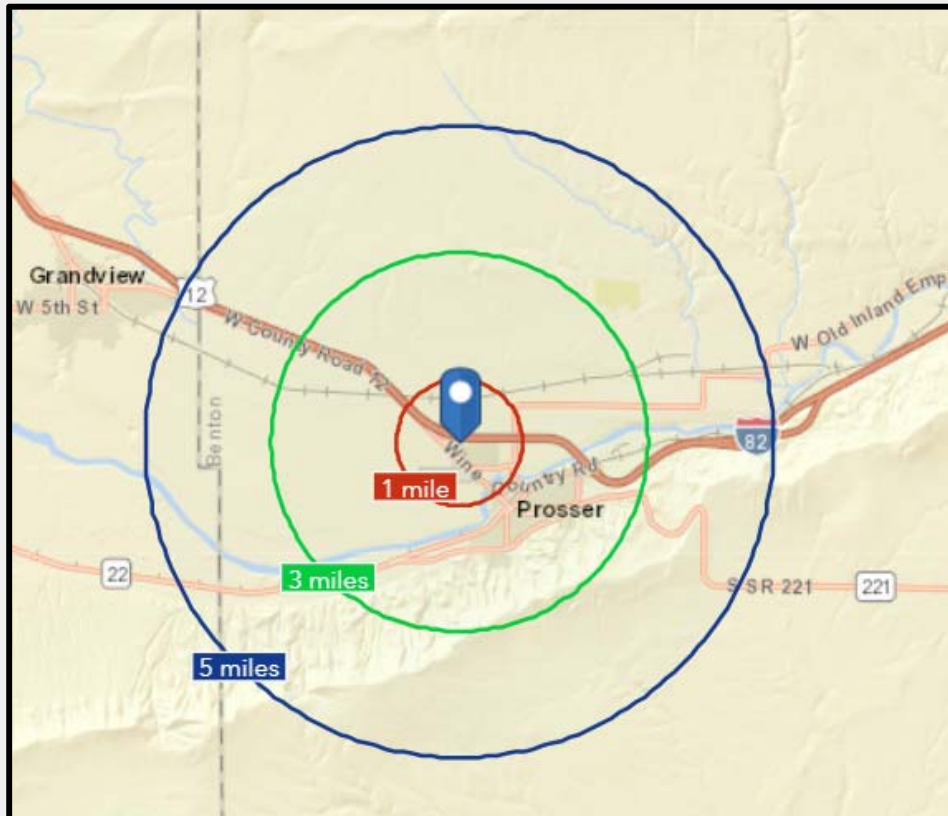 Grandview
W 5th St
12
W County Road 12
W Old Inland Emp
Benton
82
Wine Country Rd
1 mile
Prosser
22
3 miles
S SR 221
221
5 miles